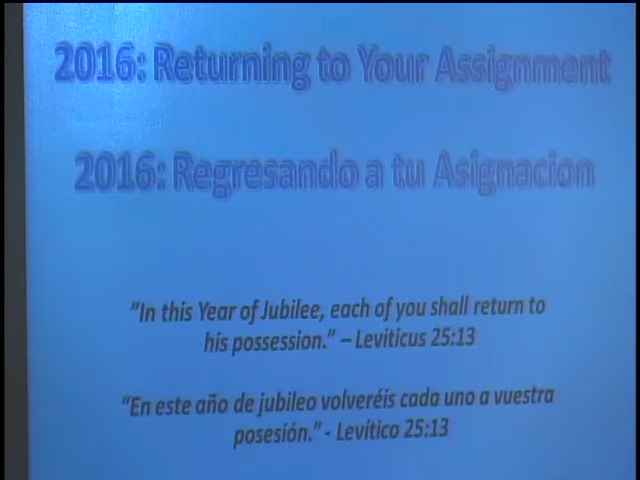 2016: Returning to Your Assignment
2016: Regresando a tu Asignacion
"In this Year of Jubilee, each of you shall return to
his possession." – Leviticus 25:13
"En este año de jubileo volveréis cada uno a vuestra
posesión." - Levitico 25:13